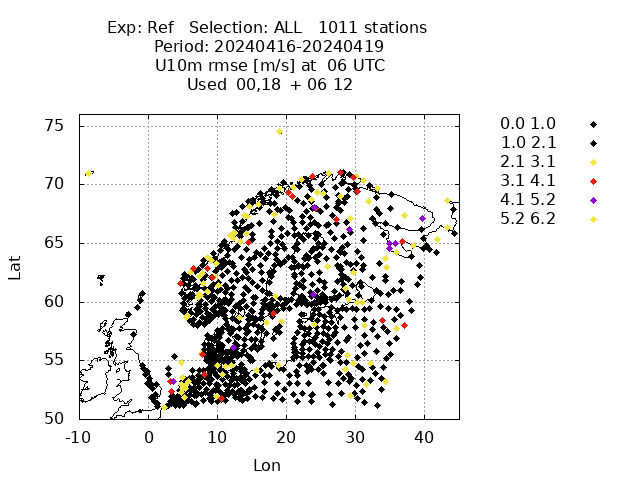 Exp: Ref   Selection: ALL   1011 stations
Period: 20240416-20240419
U10m rmse [m/s] at  06 UTC
Used  00,18  + 06 12
75
70
65
60
55
50
Lat
-10 0 10 20 30 40
Lon
0.0 1.0
1.0 2.1
2.1 3.1
3.1 4.1
4.1 5.2
5.2 6.2